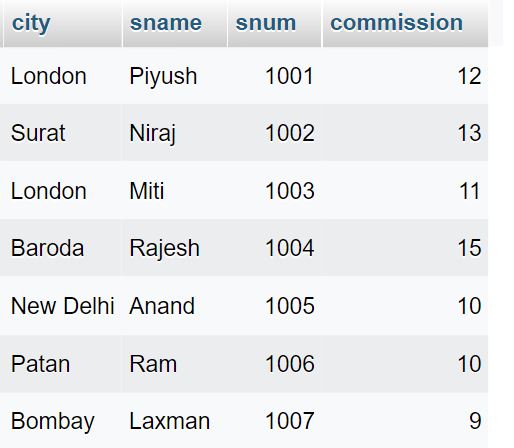 city sname snum commission
London Piyush 1001 12
Surat Niraj 1002 13
London Miti 1003 11
Baroda Rajesh 1004 15
New Delhi Anand 1005 10
Patan Ram 1006 10
Bombay Laxman 1007 9